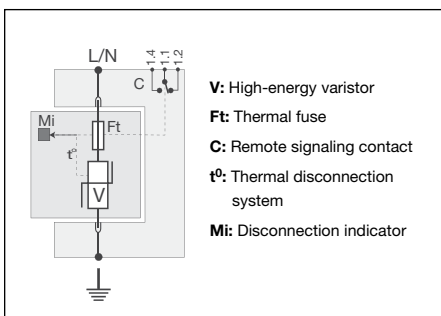 L/N
1.4
1.1
1.2
C
Mi
Ft
t°
V
V: High-energy varistor
Ft: Thermal fuse
C: Remote signaling contact
t⁰: Thermal disconnection
system
Mi: Disconnection indicator